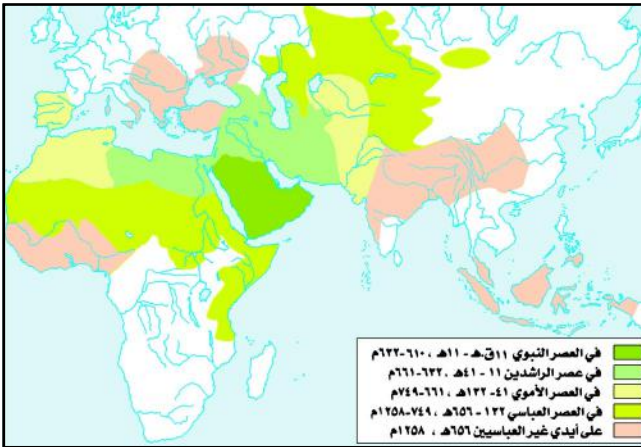 في العصر النبوي ١١ق.هـ - ١١هـ ، ٦١٠-٦٣٢م
في عصر الراشدين ١١ - ٤١هـ ، ٦٣٢-٦٦١م
في العصر الأموي ٤١- ١٣٢هـ ، ٦٦١-٧٤٩م
في العصر العباسي ١٣٢ - ٦٥٦هـ ، ٧٤٩-١٢٥٨م
على أيدي غير العباسيين ٦٥٦هـ ، ١٢٥٨م